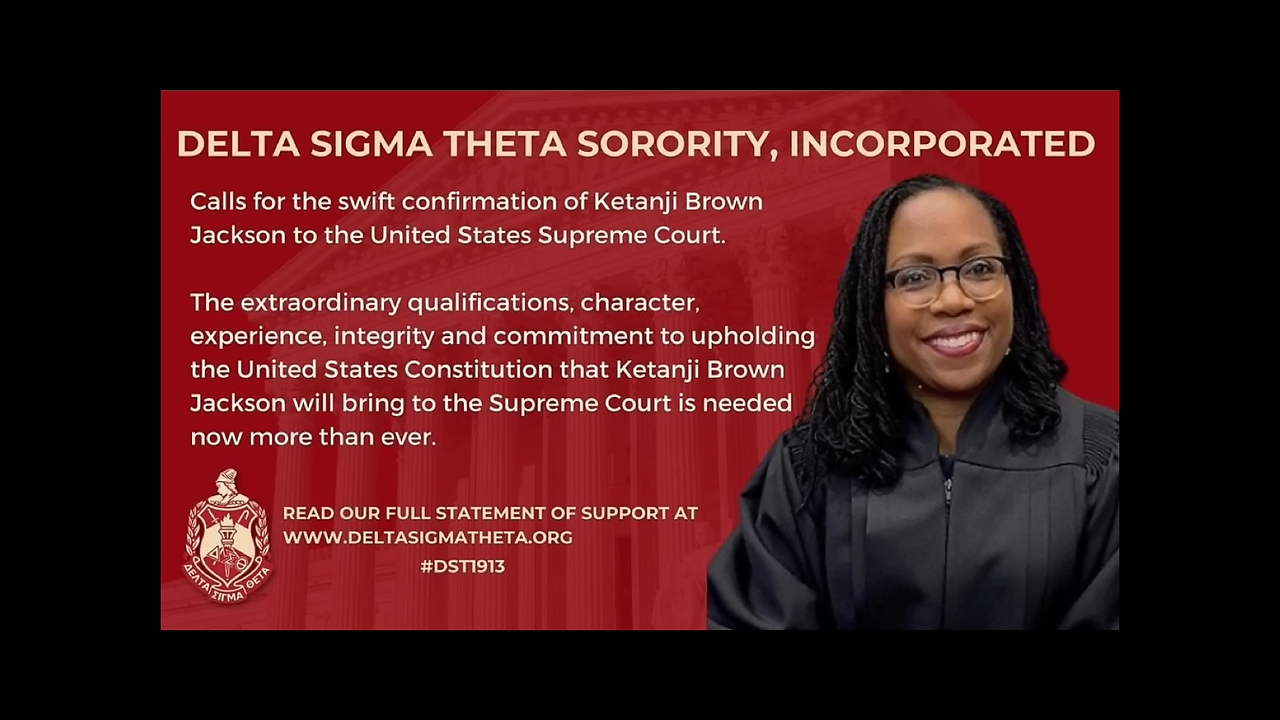 DELTA SIGMA THETA SORORITY, INCORPORATED
Calls for the swift confirmation of Ketanji Brown
Jackson to the United States Supreme Court.
The extraordinary qualifications, character,
experience, integrity and commitment to upholding
the United States Constitution that Ketanji Brown
Jackson will bring to the Supreme Court is needed
now more than ever.
READ OUR FULL STATEMENT OF SUPPORT AT
WWW.DELTASIGMATHETA.ORG
#DST1913
ΔΣΘ
ΔΕΛΤΑ ΣΙΓΜΑ ΘΕΤΑ